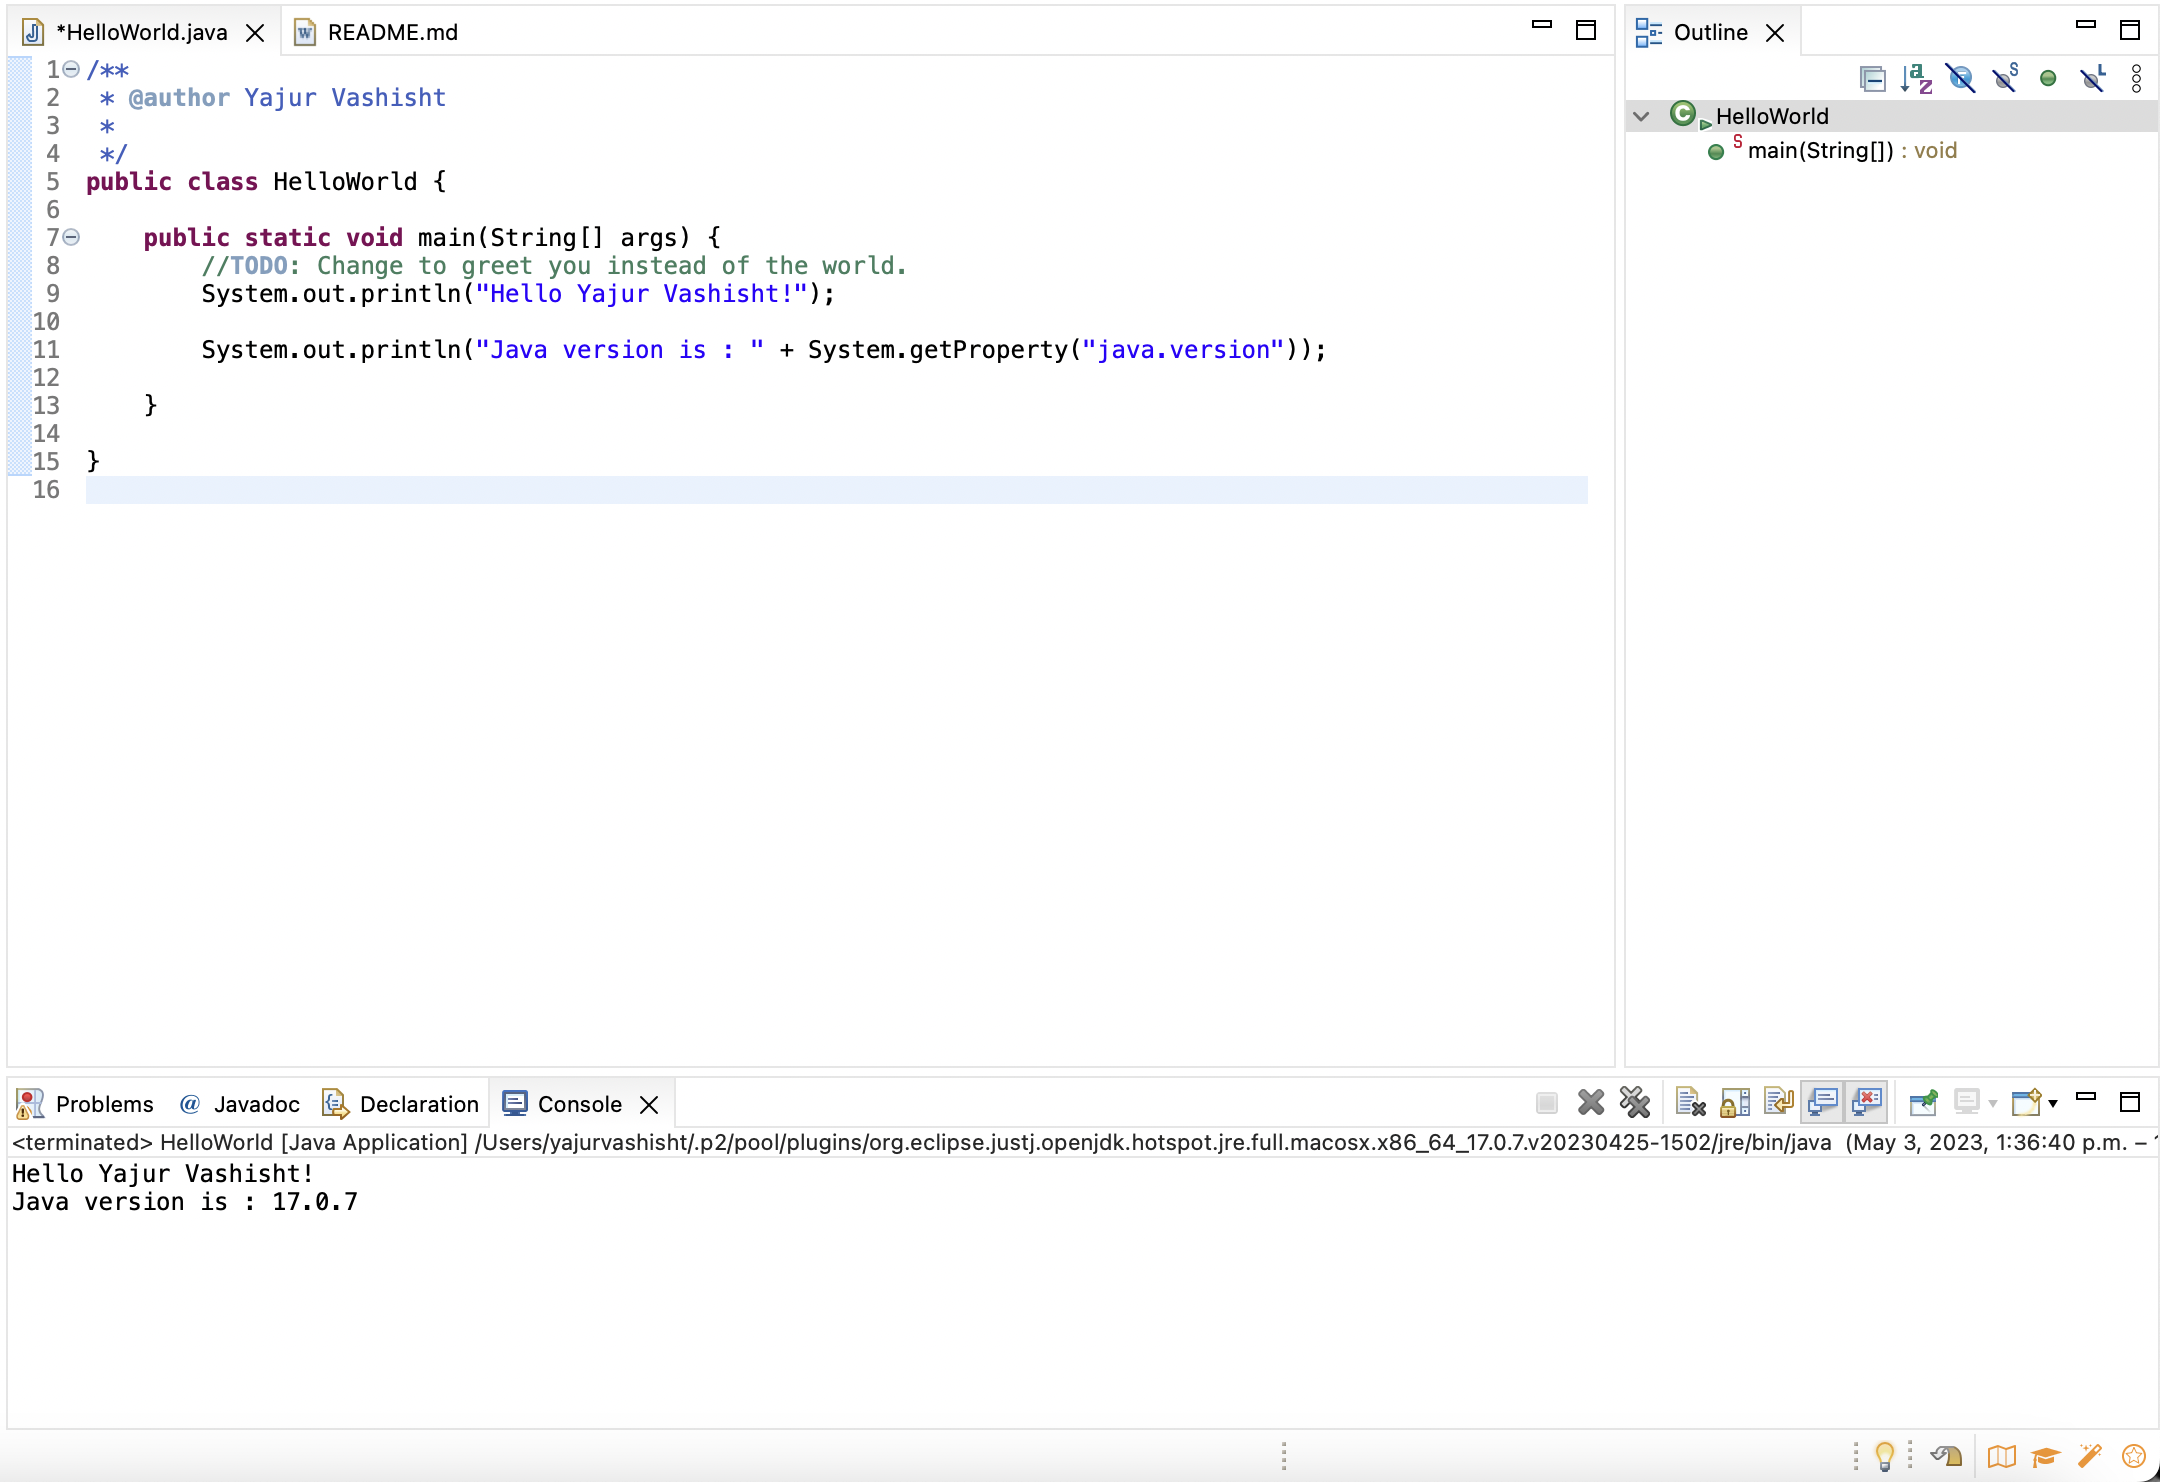 *HelloWorld.java
README.md
Outline
1 /**
2  * @author Yajur Vashisht
3  *
4  */
5 public class HelloWorld {
6
7     public static void main(String[] args) {
8         //TODO: Change to greet you instead of the world.
9         System.out.println("Hello Yajur Vashisht!");
10
11         System.out.println("Java version is : " + System.getProperty("java.version"));
12
13     }
14
15 }
16
HelloWorld
S main(String[]) : void
Problems
@ Javadoc
Declaration
Console
<terminated> HelloWorld [Java Application] /Users/yajurvashisht/.p2/pool/plugins/org.eclipse.justj.openjdk.hotspot.jre.full.macosx.x86_64_17.0.7.v20230425-1502/jre/bin/java (May 3, 2023, 1:36:40 p.m. –
Hello Yajur Vashisht!
Java version is : 17.0.7